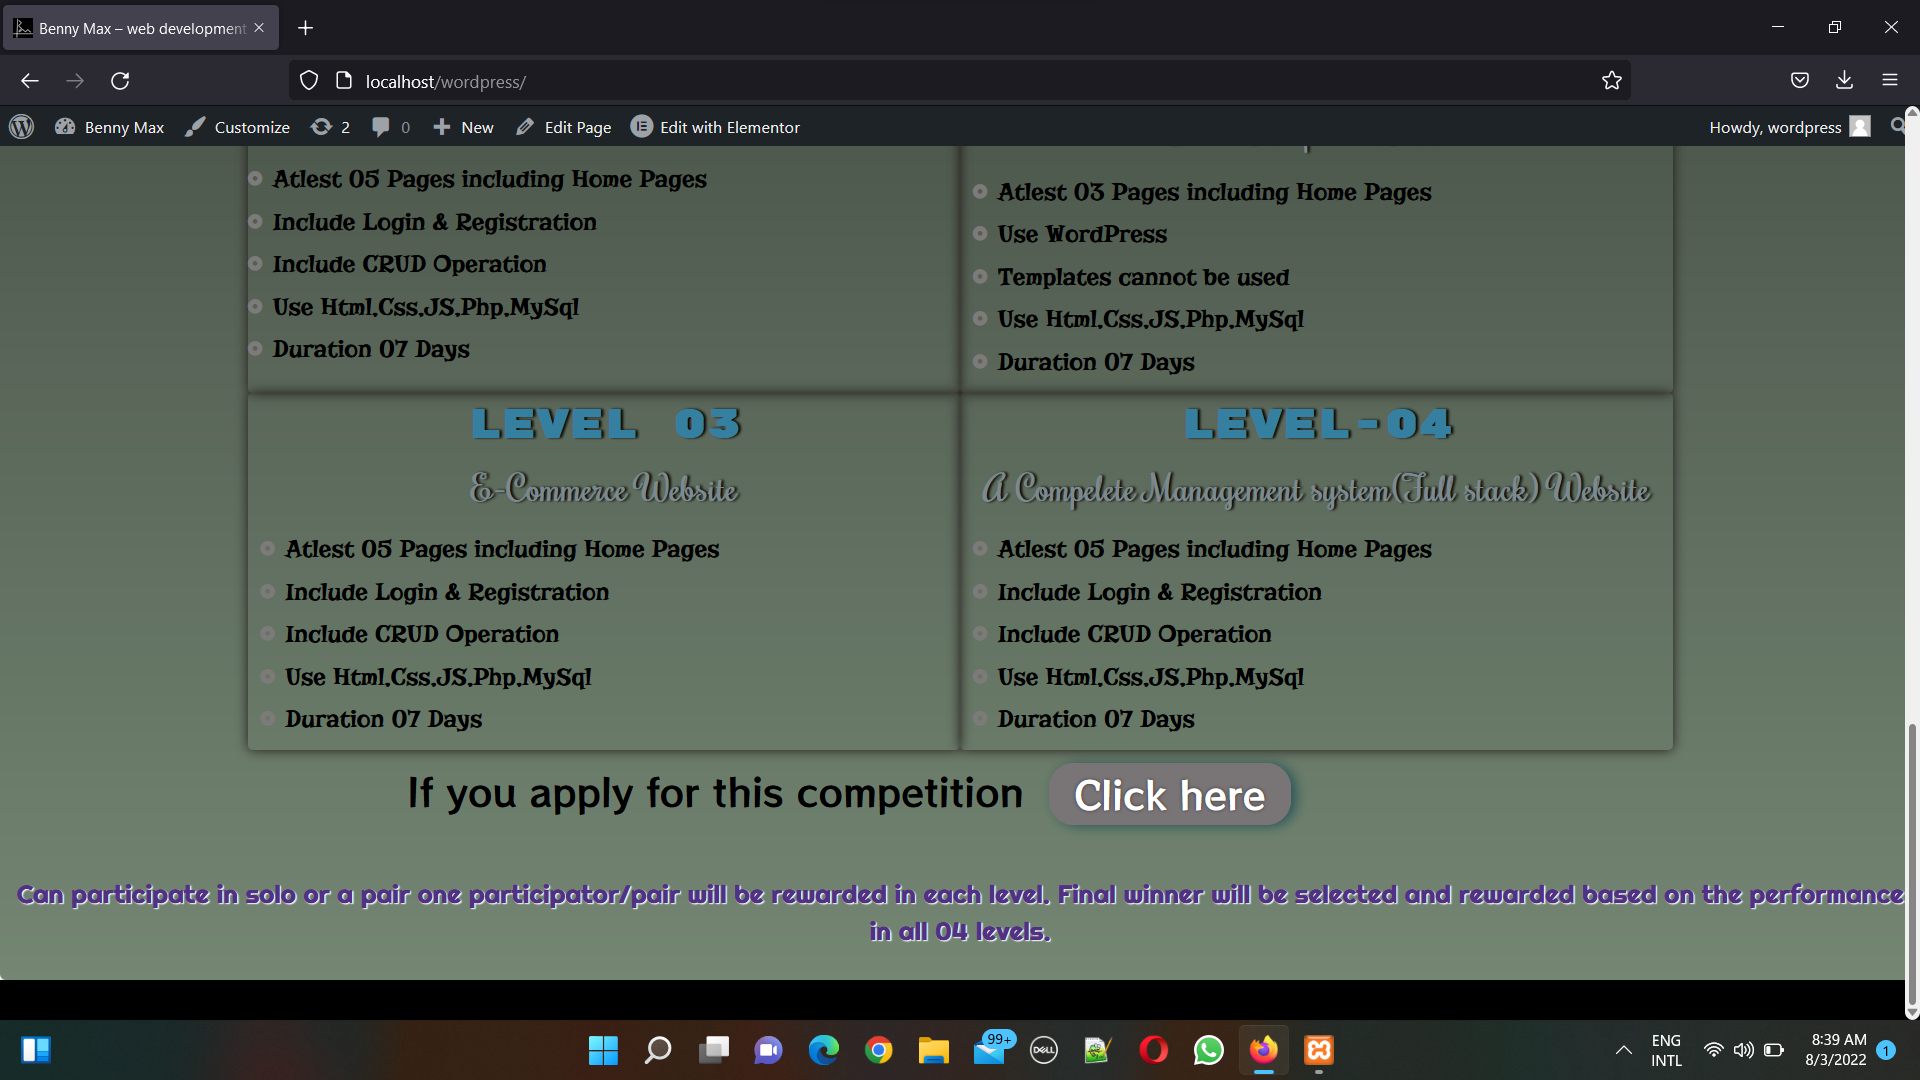 Benny Max – web development
localhost/wordpress/
Benny Max Customize 2 0 New Edit Page Edit with Elementor Howdy, wordpress
Atlest 05 Pages including Home Pages
Include Login & Registration
Include CRUD Operation
Use Html,Css,JS,Php,MySql
Duration 07 Days
Atlest 03 Pages including Home Pages
Use WordPress
Templates cannot be used
Use Html,Css,JS,Php,MySql
Duration 07 Days
LEVEL 03
E-Commerce Website
Atlest 05 Pages including Home Pages
Include Login & Registration
Include CRUD Operation
Use Html,Css,JS,Php,MySql
Duration 07 Days
LEVEL-04
A Compelete Management system(Full stack) Website
Atlest 05 Pages including Home Pages
Include Login & Registration
Include CRUD Operation
Use Html,Css,JS,Php,MySql
Duration 07 Days
If you apply for this competition Click here
Can participate in solo or a pair one participator/pair will be rewarded in each level. Final winner will be selected and rewarded based on the performance
in all 04 levels.
99+
DELL
ENG
INTL
8:39 AM
8/3/2022
1